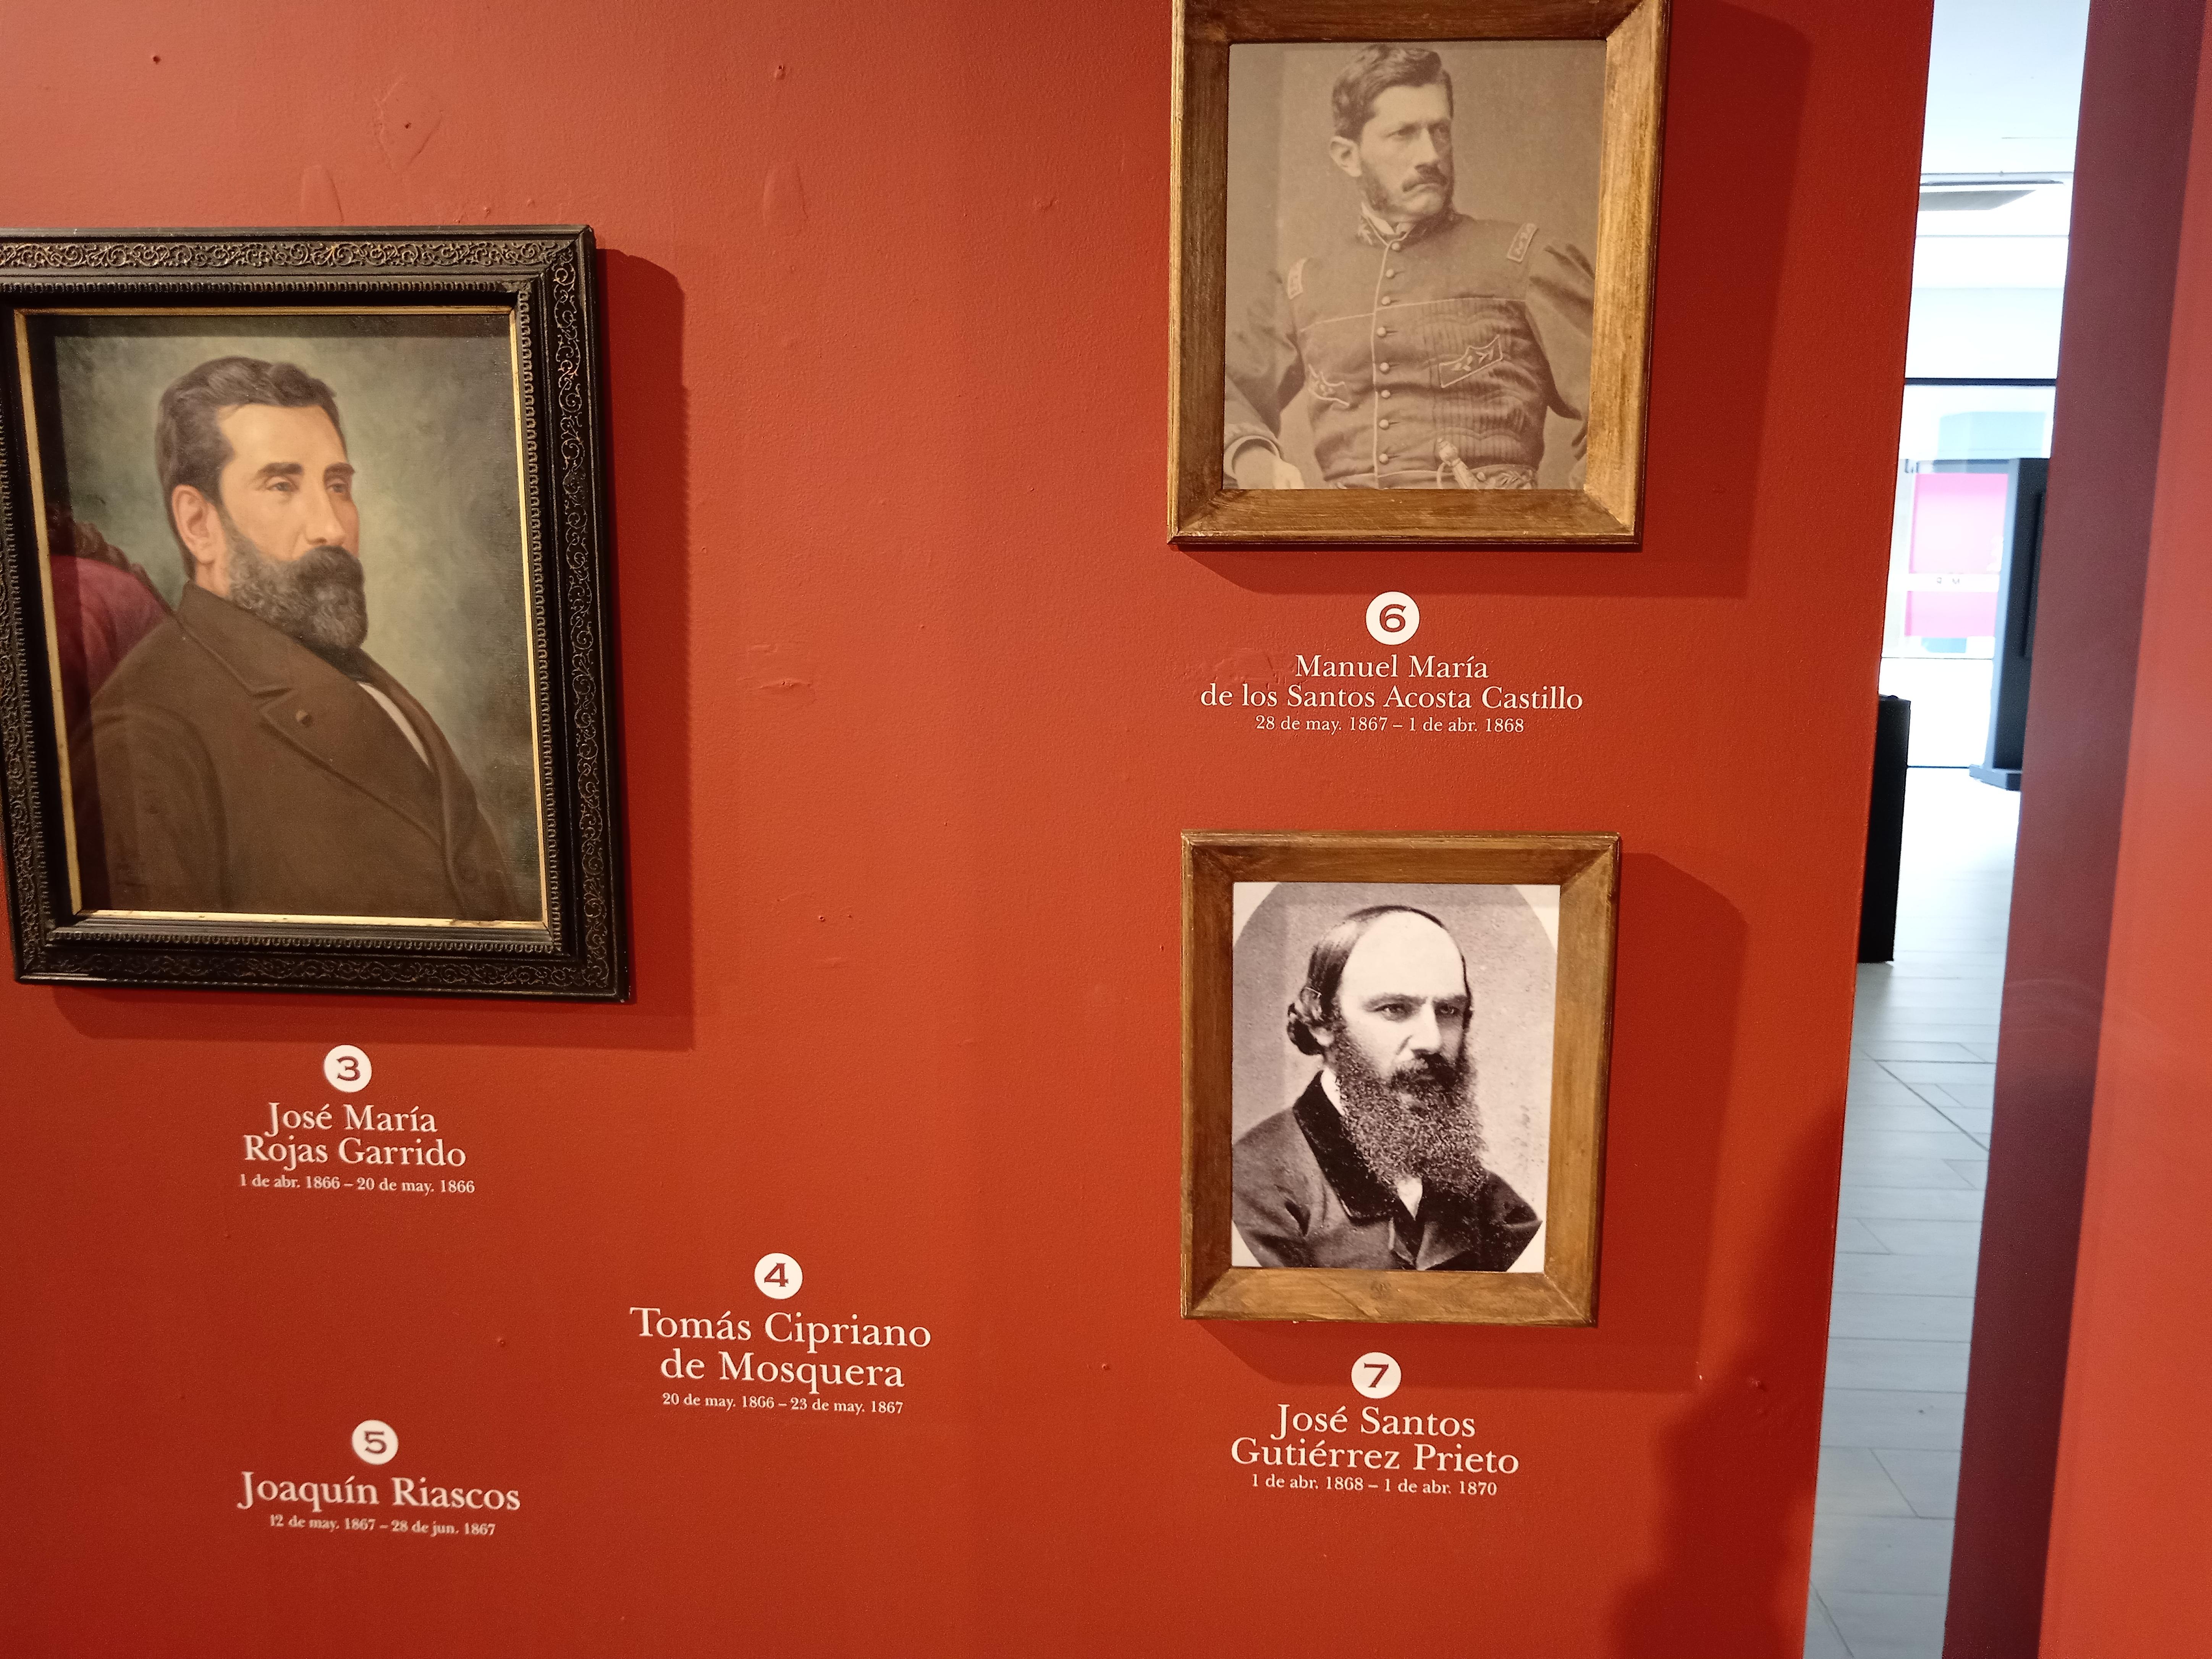 3
José María
Rojas Garrido
1 de abr. 1866 – 20 de may. 1866
4
Tomás Cipriano
de Mosquera
20 de may. 1866 – 23 de may. 1867
5
Joaquín Riascos
12 de may. 1867 – 28 de jun. 1867
6
Manuel María
de los Santos Acosta Castillo
28 de may. 1867 – 1 de abr. 1868
7
José Santos
Gutiérrez Prieto
1 de abr. 1868 – 1 de abr. 1870